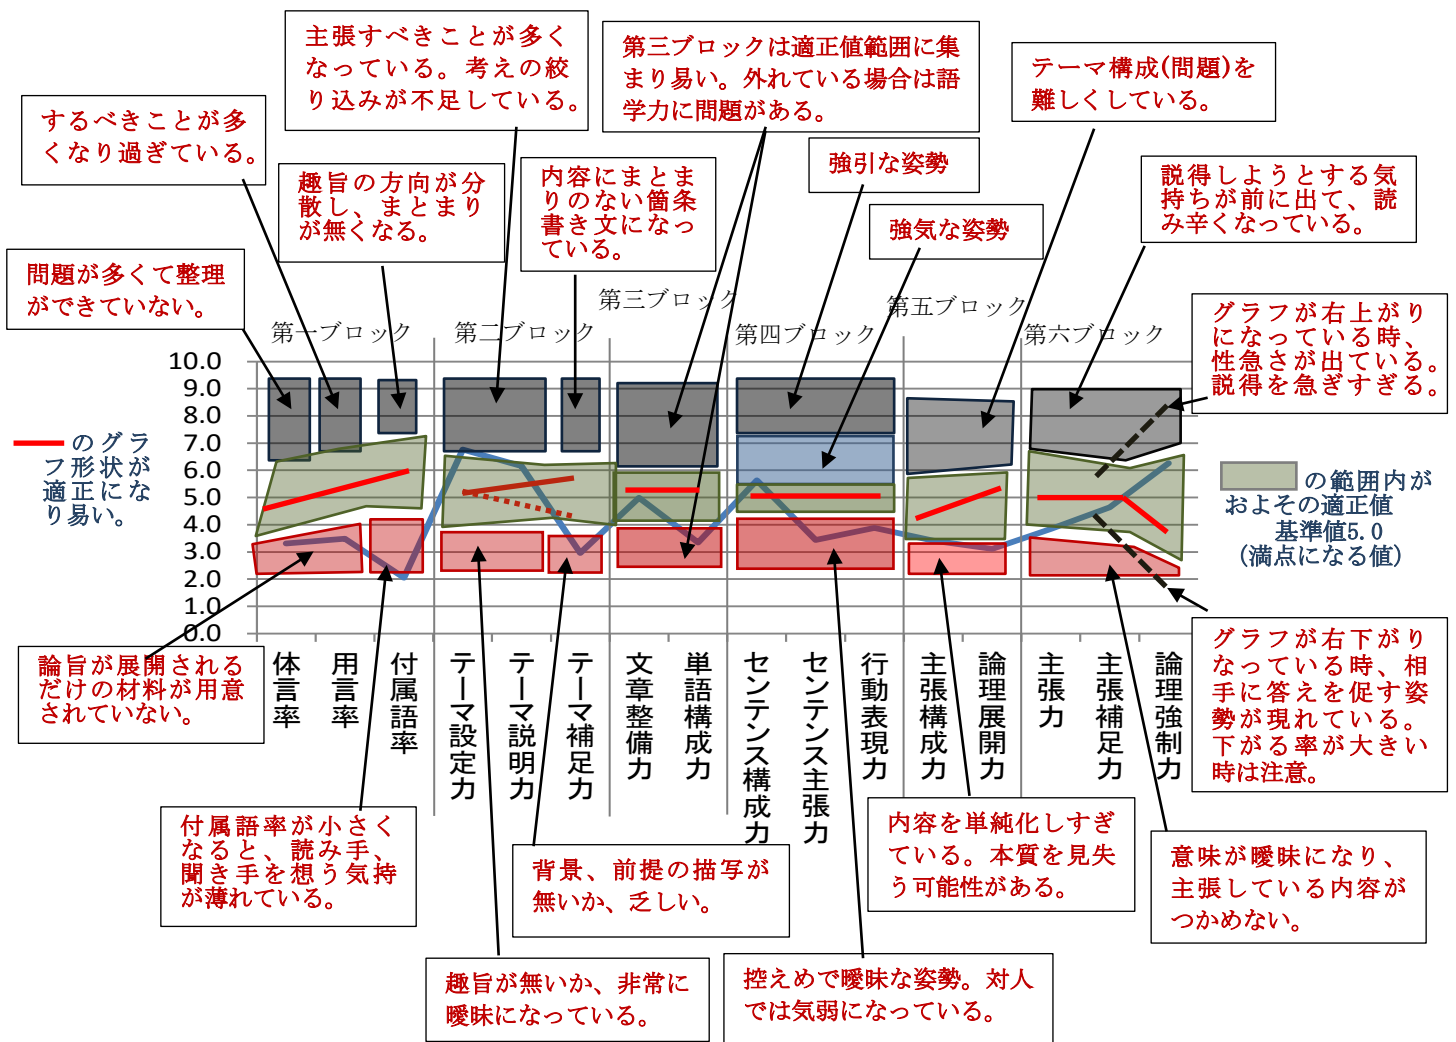 主張すべきことが多く
なっている。考えの絞
り込みが不足している。
第三ブロックは適正値範囲に集
まり易い。外れている場合は語
学力に問題がある。
テーマ構成(問題)を
難しくしている。
するべきことが多
くなり過ぎている。
趣旨の方向が分
散し、まとまり
が無くなる。
内容にまとま
りのない箇条
書き文になっ
ている。
強引な姿勢
強気な姿勢
説得しようとする気
持ちが前に出て、読
み辛くなっている。
問題が多くて整理
ができていない。
グラフが右上がり
になっている時、
性急さが出ている。
説得を急ぎすぎる。
第一ブロック
第二ブロック
第三ブロック
第四ブロック
第五ブロック
第六ブロック
10.0
9.0
8.0
7.0
6.0
5.0
4.0
3.0
2.0
1.0
0.0
のグラ
フ形状が
適正にな
り易い。
の範囲内が
およその適正値
基準値5.0
(満点になる値)
体言率
用言率
付属語率
テーマ設定力
テーマ説明力
テーマ補足力
文章整備力
単語構成力
センテンス構成力
センテンス主張力
行動表現力
主張構成力
論理展開力
主張力
主張補足力
論理強制力
論旨が展開される
だけの材料が用意
されていない。
付属語率が小さく
なると、読み手、
聞き手を想う気持
が薄れている。
背景、前提の描写が
無いか、乏しい。
趣旨が無いか、非常に
曖昧になっている。
控えめで曖昧な姿勢。対人
では気弱になっている。
内容を単純化しすぎ
ている。本質を見失
う可能性がある。
意味が曖昧になり、
主張している内容が
つかめない。
グラフが右下がり
なっている時、相
手に答えを促す姿
勢が現れている。
下がる率が大きい
時は注意。